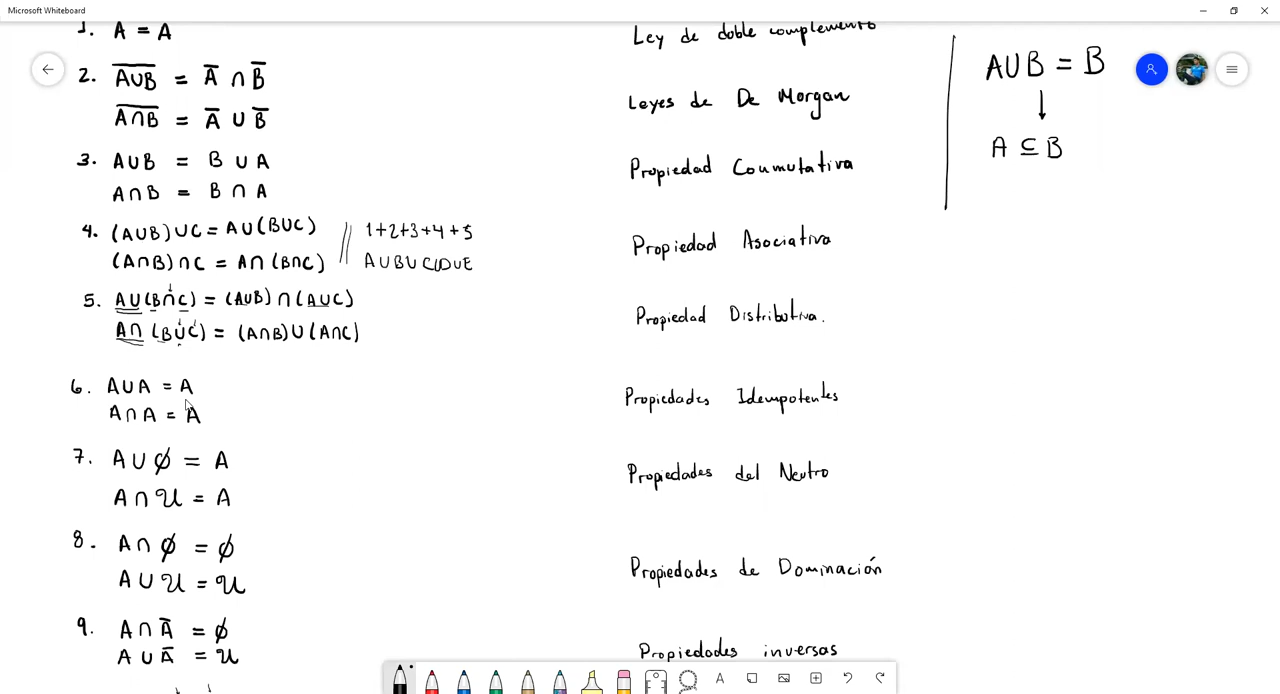 Microsoft Whiteboard
1. A = A Ley de doble complemento
2. A̅∪̅B̅ = A̅ ∩ B̅
A̅∩̅B̅ = A̅ ∪ B̅ Leyes de De Morgan
3. A∪B = B ∪ A
A∩B = B ∩ A Propiedad Conmutativa
4. (A∪B)∪C = A∪(B∪C) // 1+2+3+4+5
(A∩B)∩C = A∩(B∩C) A∪B∪C∪D∪E Propiedad Asociativa
5. A∪(B∩C) = (A∪B)∩(A∪C)
A∩(B∪C) = (A∩B)∪(A∩C) Propiedad Distributiva.
6. A∪A = A
A∩A = A Propiedades Idempotentes
7. A∪∅ = A
A∩U = A Propiedades del Neutro
8. A∩∅ = ∅
A∪U = U Propiedades de Dominación
9. A∩A̅ = ∅
A∪A̅ = U Propiedades inversas
A∪B = B
↓
A ⊆ B